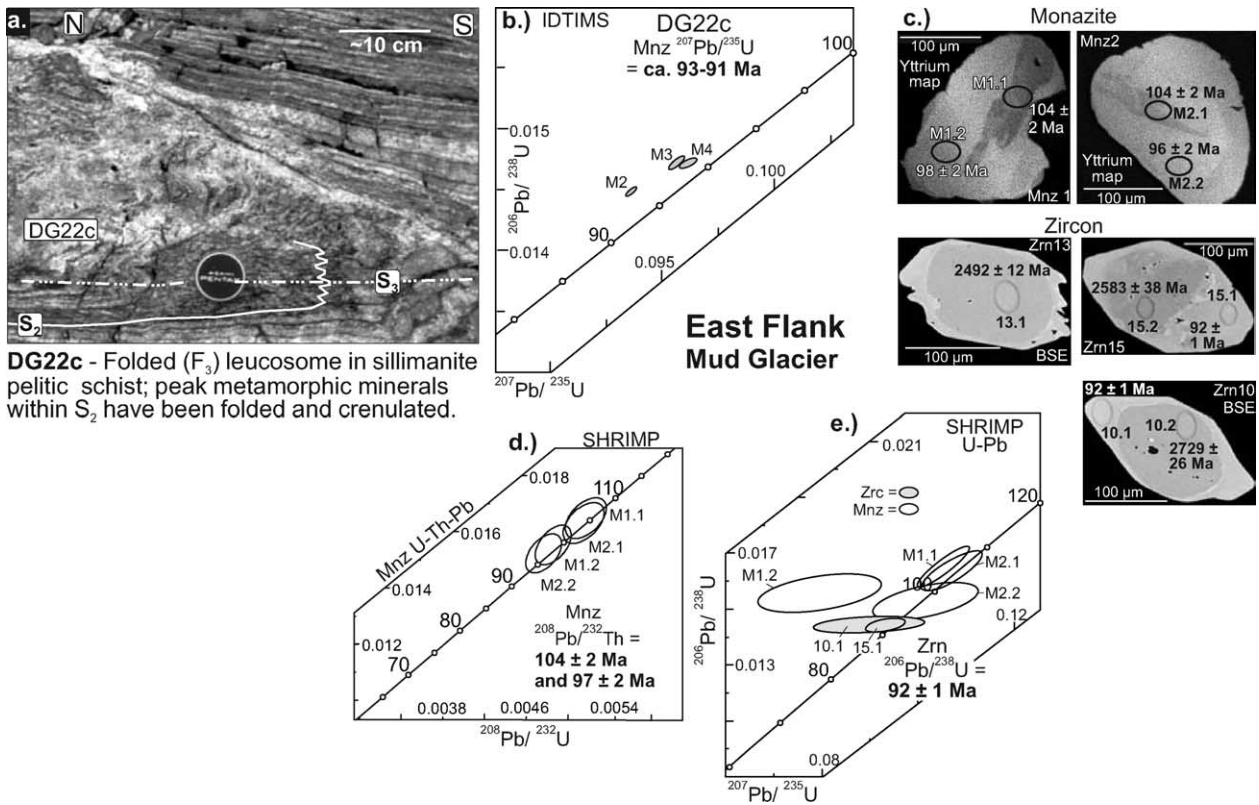 a.
N
S
~10 cm
DG22c
PENTAX
S₃
S₂
DG22c - Folded (F₃) leucosome in sillimanite
pelitic schist; peak metamorphic minerals
within S₂ have been folded and crenulated.
b.)
IDTIMS
DG22c
Mnz ²⁰⁷Pb/²³⁵U
= ca. 93-91 Ma
100
0.015
M3
M4
M2
90
0.014
0.100
0.095
²⁰⁶Pb/ ²³⁸U
²⁰⁷Pb/ ²³⁵U
East Flank
Mud Glacier
c.)
Monazite
100 µm
Yttrium
map
M1.1
104 ±
2 Ma
M1.2
98 ± 2 Ma
Mnz 1
Mnz2
104 ± 2 Ma
M2.1
96 ± 2 Ma
M2.2
Yttrium
map
100 µm
Zircon
Zrn13
2492 ± 12 Ma
13.1
100 µm
BSE
100 µm
2583 ± 38 Ma
15.1
15.2
92 ±
1 Ma
Zrn15
92 ± 1 Ma
Zrn10
BSE
10.1
10.2
2729 ±
26 Ma
100 µm
d.)
SHRIMP
Mnz U-Th-Pb
0.018
0.016
0.014
0.012
110
M1.1
M2.1
M1.2
M2.2
90
80
70
Mnz
²⁰⁸Pb/²³²Th =
104 ± 2 Ma
and 97 ± 2 Ma
0.0038
0.0046
0.0054
²⁰⁸Pb/ ²³²U
e.)
SHRIMP
U-Pb
0.021
Zrc =
Mnz =
120
0.017
M1.1
M2.1
M1.2
100
M2.2
0.12
10.1
15.1
0.013
80
²⁰⁶Pb/ ²³⁸U
Zrn
²⁰⁶Pb/²³⁸U =
92 ± 1 Ma
0.08
²⁰⁷Pb/ ²³⁵U